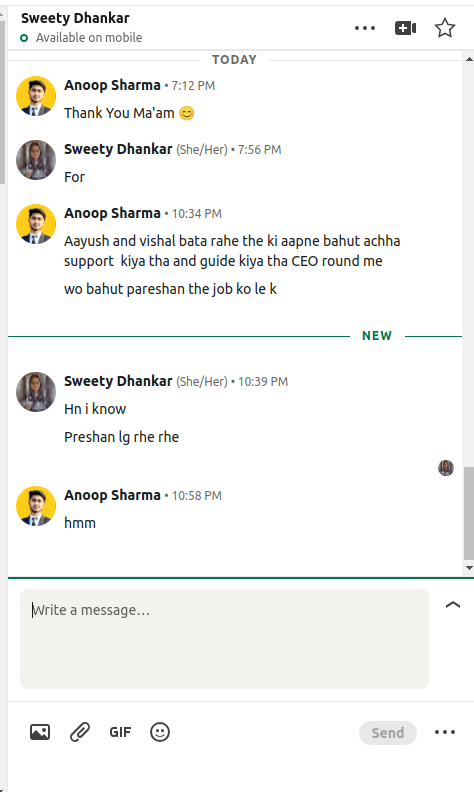 Sweety Dhankar
Available on mobile
TODAY
Anoop Sharma • 7:12 PM
Thank You Ma'am 😊
Sweety Dhankar (She/Her) • 7:56 PM
For
Anoop Sharma • 10:34 PM
Aayush and vishal bata rahe the ki aapne bahut achha
support kiya tha and guide kiya tha CEO round me
wo bahut pareshan the job ko le k
NEW
Sweety Dhankar (She/Her) • 10:39 PM
Hn i know
Preshan lg rhe rhe
Anoop Sharma • 10:58 PM
hmm
Write a message…
GIF
Send